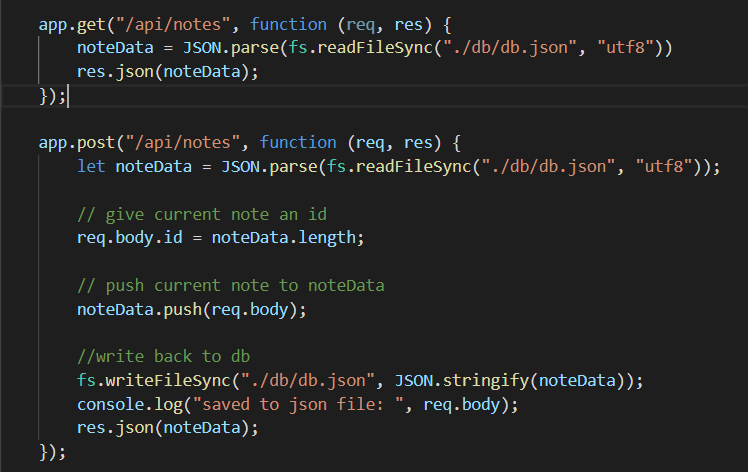 app.get("/api/notes", function (req, res) {
    noteData = JSON.parse(fs.readFileSync("./db/db.json", "utf8"))
    res.json(noteData);
});
app.post("/api/notes", function (req, res) {
    let noteData = JSON.parse(fs.readFileSync("./db/db.json", "utf8"));
    // give current note an id
    req.body.id = noteData.length;
    // push current note to noteData
    noteData.push(req.body);
    //write back to db
    fs.writeFileSync("./db/db.json", JSON.stringify(noteData));
    console.log("saved to json file: ", req.body);
    res.json(noteData);
});